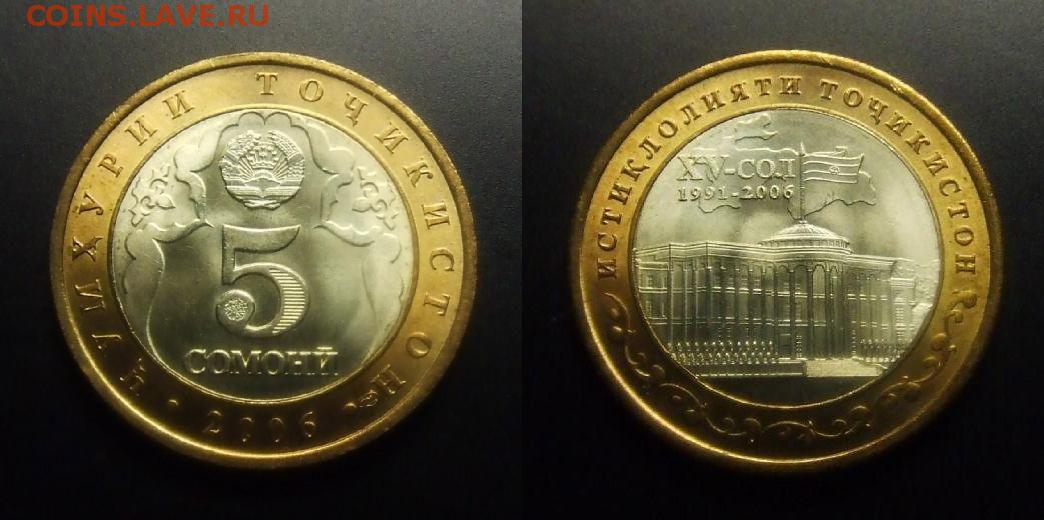 COINS.LAVE.RU
ҶУМҲУРИИ ТОҶИКИСТОН
5
СОМОНӢ
• 2006 •
ИСТИҚЛОЛИЯТИ ТОҶИКИСТОН
XV-СОЛ
1991-2006